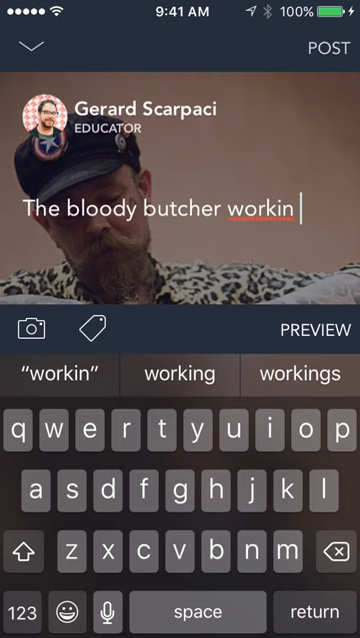 9:41 AM 100%
POST
Gerard Scarpaci
EDUCATOR
The bloody butcher workin
PREVIEW
"workin" working workings
q w e r t y u i o p
a s d f g h j k l
z x c v b n m
123 space return